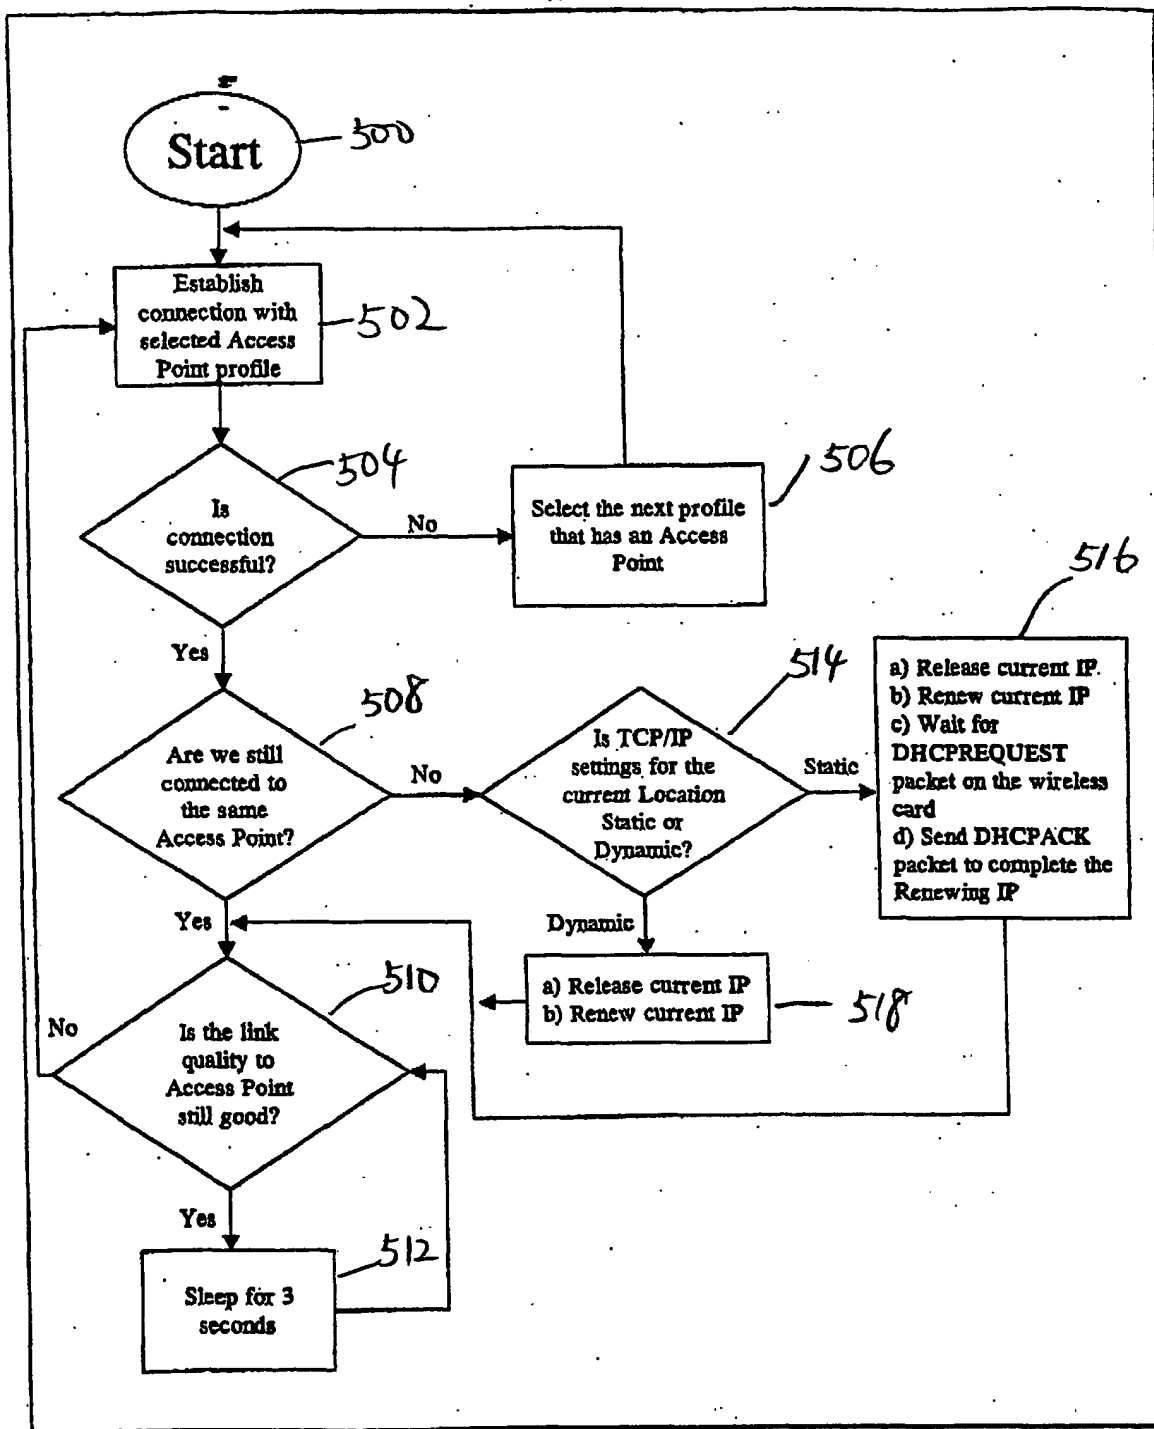 Start
500
Establish
connection with
selected Access
Point profile
502
504
Is
connection
successful?
No
Select the next profile
that has an Access
Point
506
Yes
508
Are we still
connected to
the same
Access Point?
No
514
Is TCP/IP
settings for the
current Location
Static or
Dynamic?
Static
516
a) Release current IP.
b) Renew current IP
c) Wait for
DHCPREQUEST
packet on the wireless
card
d) Send DHCPACK
packet to complete the
Renewing IP
Yes
Dynamic
a) Release current IP
b) Renew current IP
518
510
No
Is the link
quality to
Access Point
still good?
Yes
512
Sleep for 3
seconds